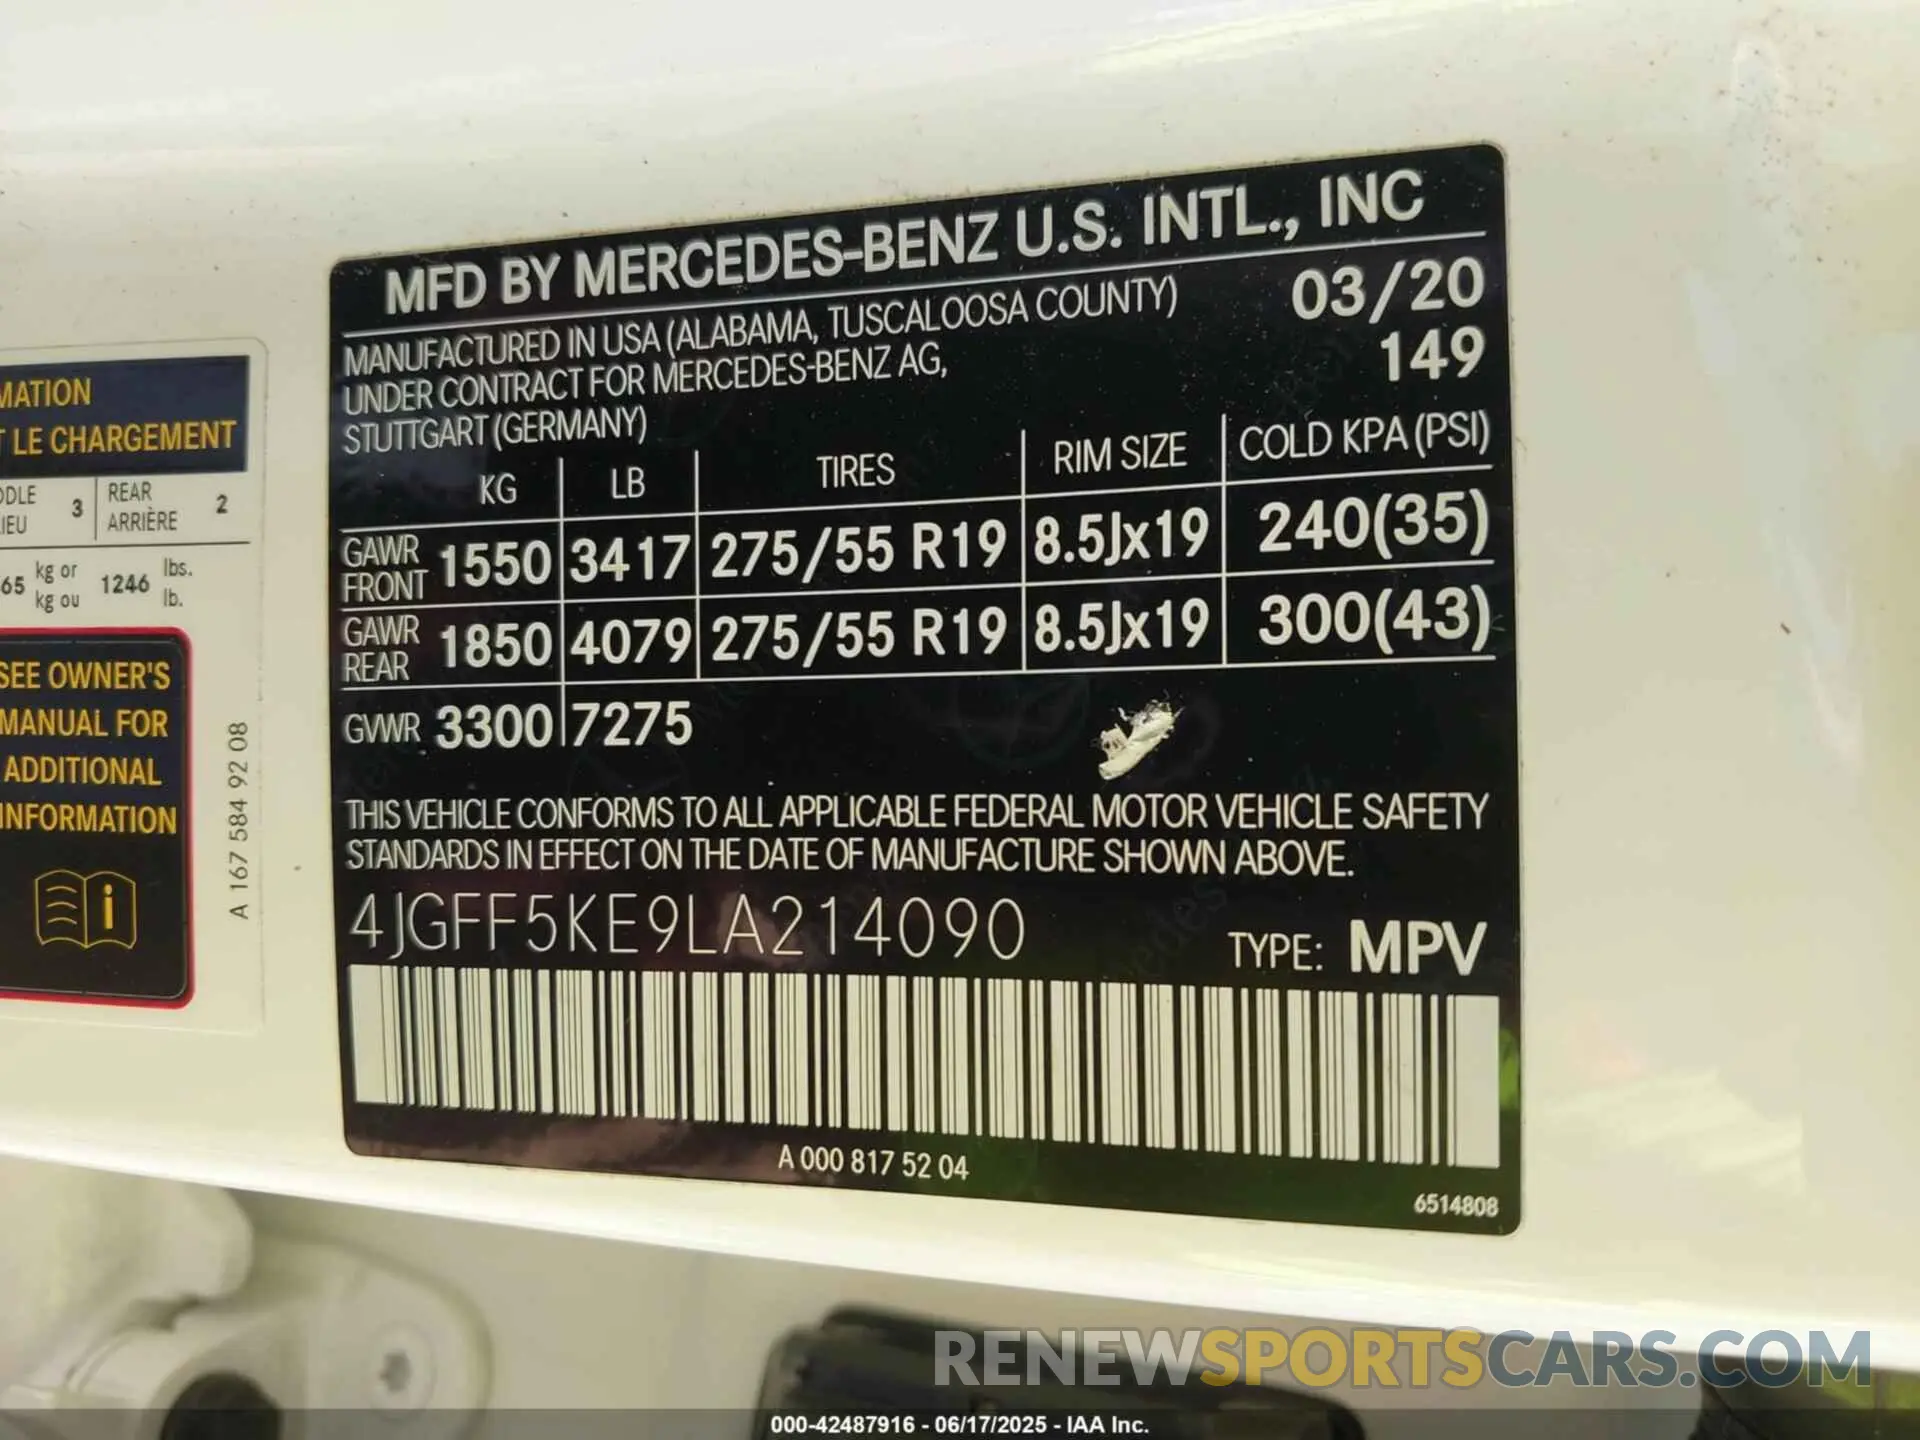 MFD BY MERCEDES-BENZ U.S. INTL., INC
MANUFACTURED IN USA (ALABAMA, TUSCALOOSA COUNTY)
UNDER CONTRACT FOR MERCEDES-BENZ AG,
STUTTGART (GERMANY)
03/20
149
KG LB TIRES RIM SIZE COLD KPA (PSI)
GAWR FRONT 1550 3417 275/55 R19 8.5Jx19 240(35)
GAWR REAR 1850 4079 275/55 R19 8.5Jx19 300(43)
GVWR 3300 7275
THIS VEHICLE CONFORMS TO ALL APPLICABLE FEDERAL MOTOR VEHICLE SAFETY
STANDARDS IN EFFECT ON THE DATE OF MANUFACTURE SHOWN ABOVE.
4JGFF5KE9LA214090
TYPE: MPV
A 000 817 52 04
6514808
LE CHARGEMENT
3 REAR 2
ARRIÈRE
65 kg or 1246 lbs.
kg ou lb.
SEE OWNER'S
MANUAL FOR
ADDITIONAL
INFORMATION
i
A 167 584 92 08
RENEWSPORTSCARS.COM
000-42487916 - 06/17/2025 - IAA Inc.